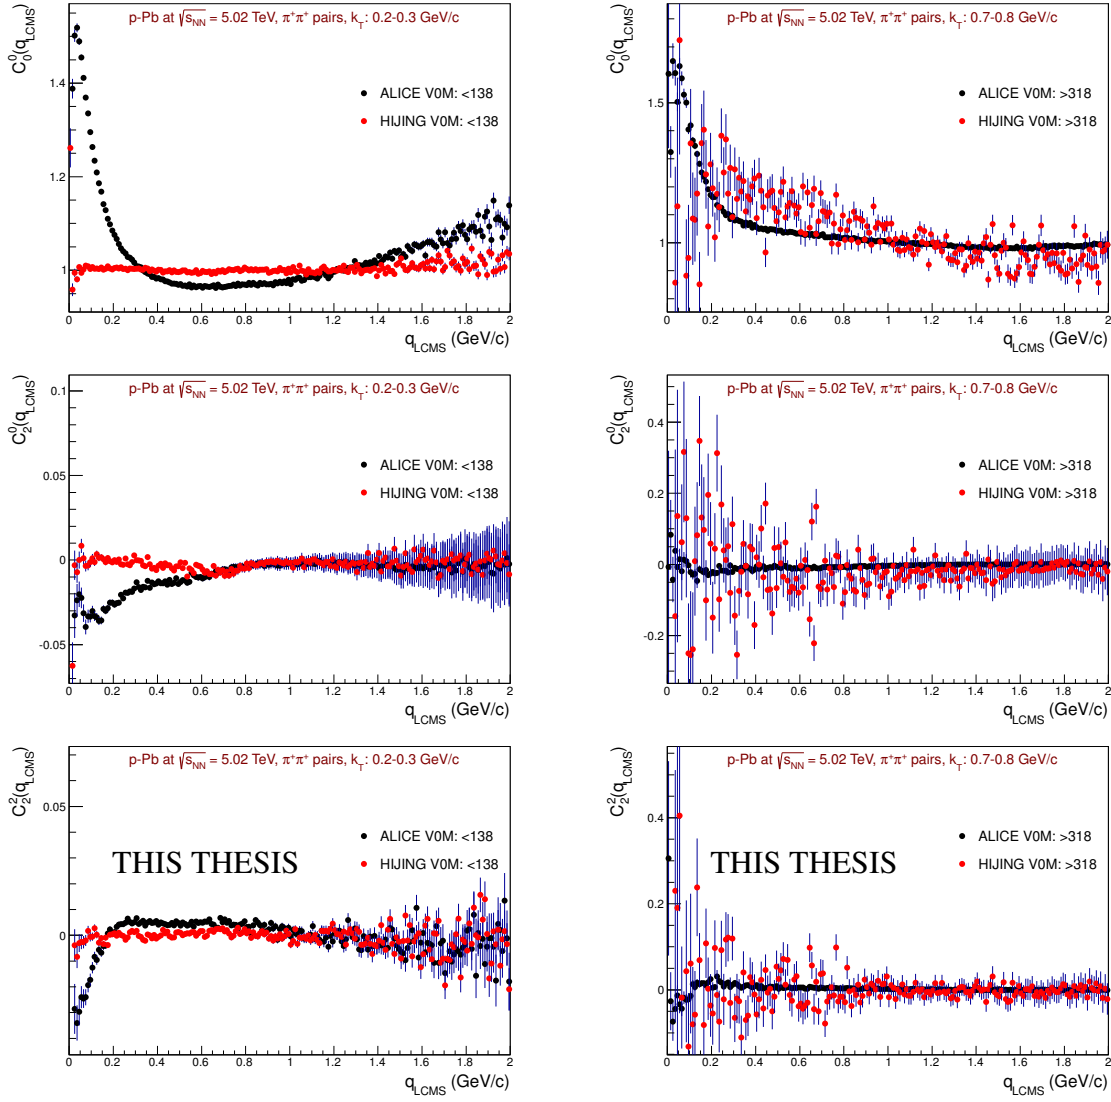 C₀⁰(q_LCMS)
p-Pb at √s_NN = 5.02 TeV, π⁺π⁺ pairs, k_T: 0.2-0.3 GeV/c
ALICE V0M: <138
HIJING V0M: <138
1.4
1.2
1
0 0.2 0.4 0.6 0.8 1 1.2 1.4 1.6 1.8 2
q_LCMS (GeV/c)
C₀⁰(q_LCMS)
p-Pb at √s_NN = 5.02 TeV, π⁺π⁺ pairs, k_T: 0.7-0.8 GeV/c
ALICE V0M: >318
HIJING V0M: >318
1.5
1
0 0.2 0.4 0.6 0.8 1 1.2 1.4 1.6 1.8 2
q_LCMS (GeV/c)
C₂⁰(q_LCMS)
p-Pb at √s_NN = 5.02 TeV, π⁺π⁺ pairs, k_T: 0.2-0.3 GeV/c
ALICE V0M: <138
HIJING V0M: <138
0.1
0.05
0
-0.05
0 0.2 0.4 0.6 0.8 1 1.2 1.4 1.6 1.8 2
q_LCMS (GeV/c)
C₂⁰(q_LCMS)
p-Pb at √s_NN = 5.02 TeV, π⁺π⁺ pairs, k_T: 0.7-0.8 GeV/c
ALICE V0M: >318
HIJING V0M: >318
0.4
0.2
0
-0.2
0 0.2 0.4 0.6 0.8 1 1.2 1.4 1.6 1.8 2
q_LCMS (GeV/c)
C₂²(q_LCMS)
p-Pb at √s_NN = 5.02 TeV, π⁺π⁺ pairs, k_T: 0.2-0.3 GeV/c
ALICE V0M: <138
HIJING V0M: <138
THIS THESIS
0.05
0
0 0.2 0.4 0.6 0.8 1 1.2 1.4 1.6 1.8 2
q_LCMS (GeV/c)
C₂²(q_LCMS)
p-Pb at √s_NN = 5.02 TeV, π⁺π⁺ pairs, k_T: 0.7-0.8 GeV/c
ALICE V0M: >318
HIJING V0M: >318
THIS THESIS
0.4
0.2
0
0 0.2 0.4 0.6 0.8 1 1.2 1.4 1.6 1.8 2
q_LCMS (GeV/c)